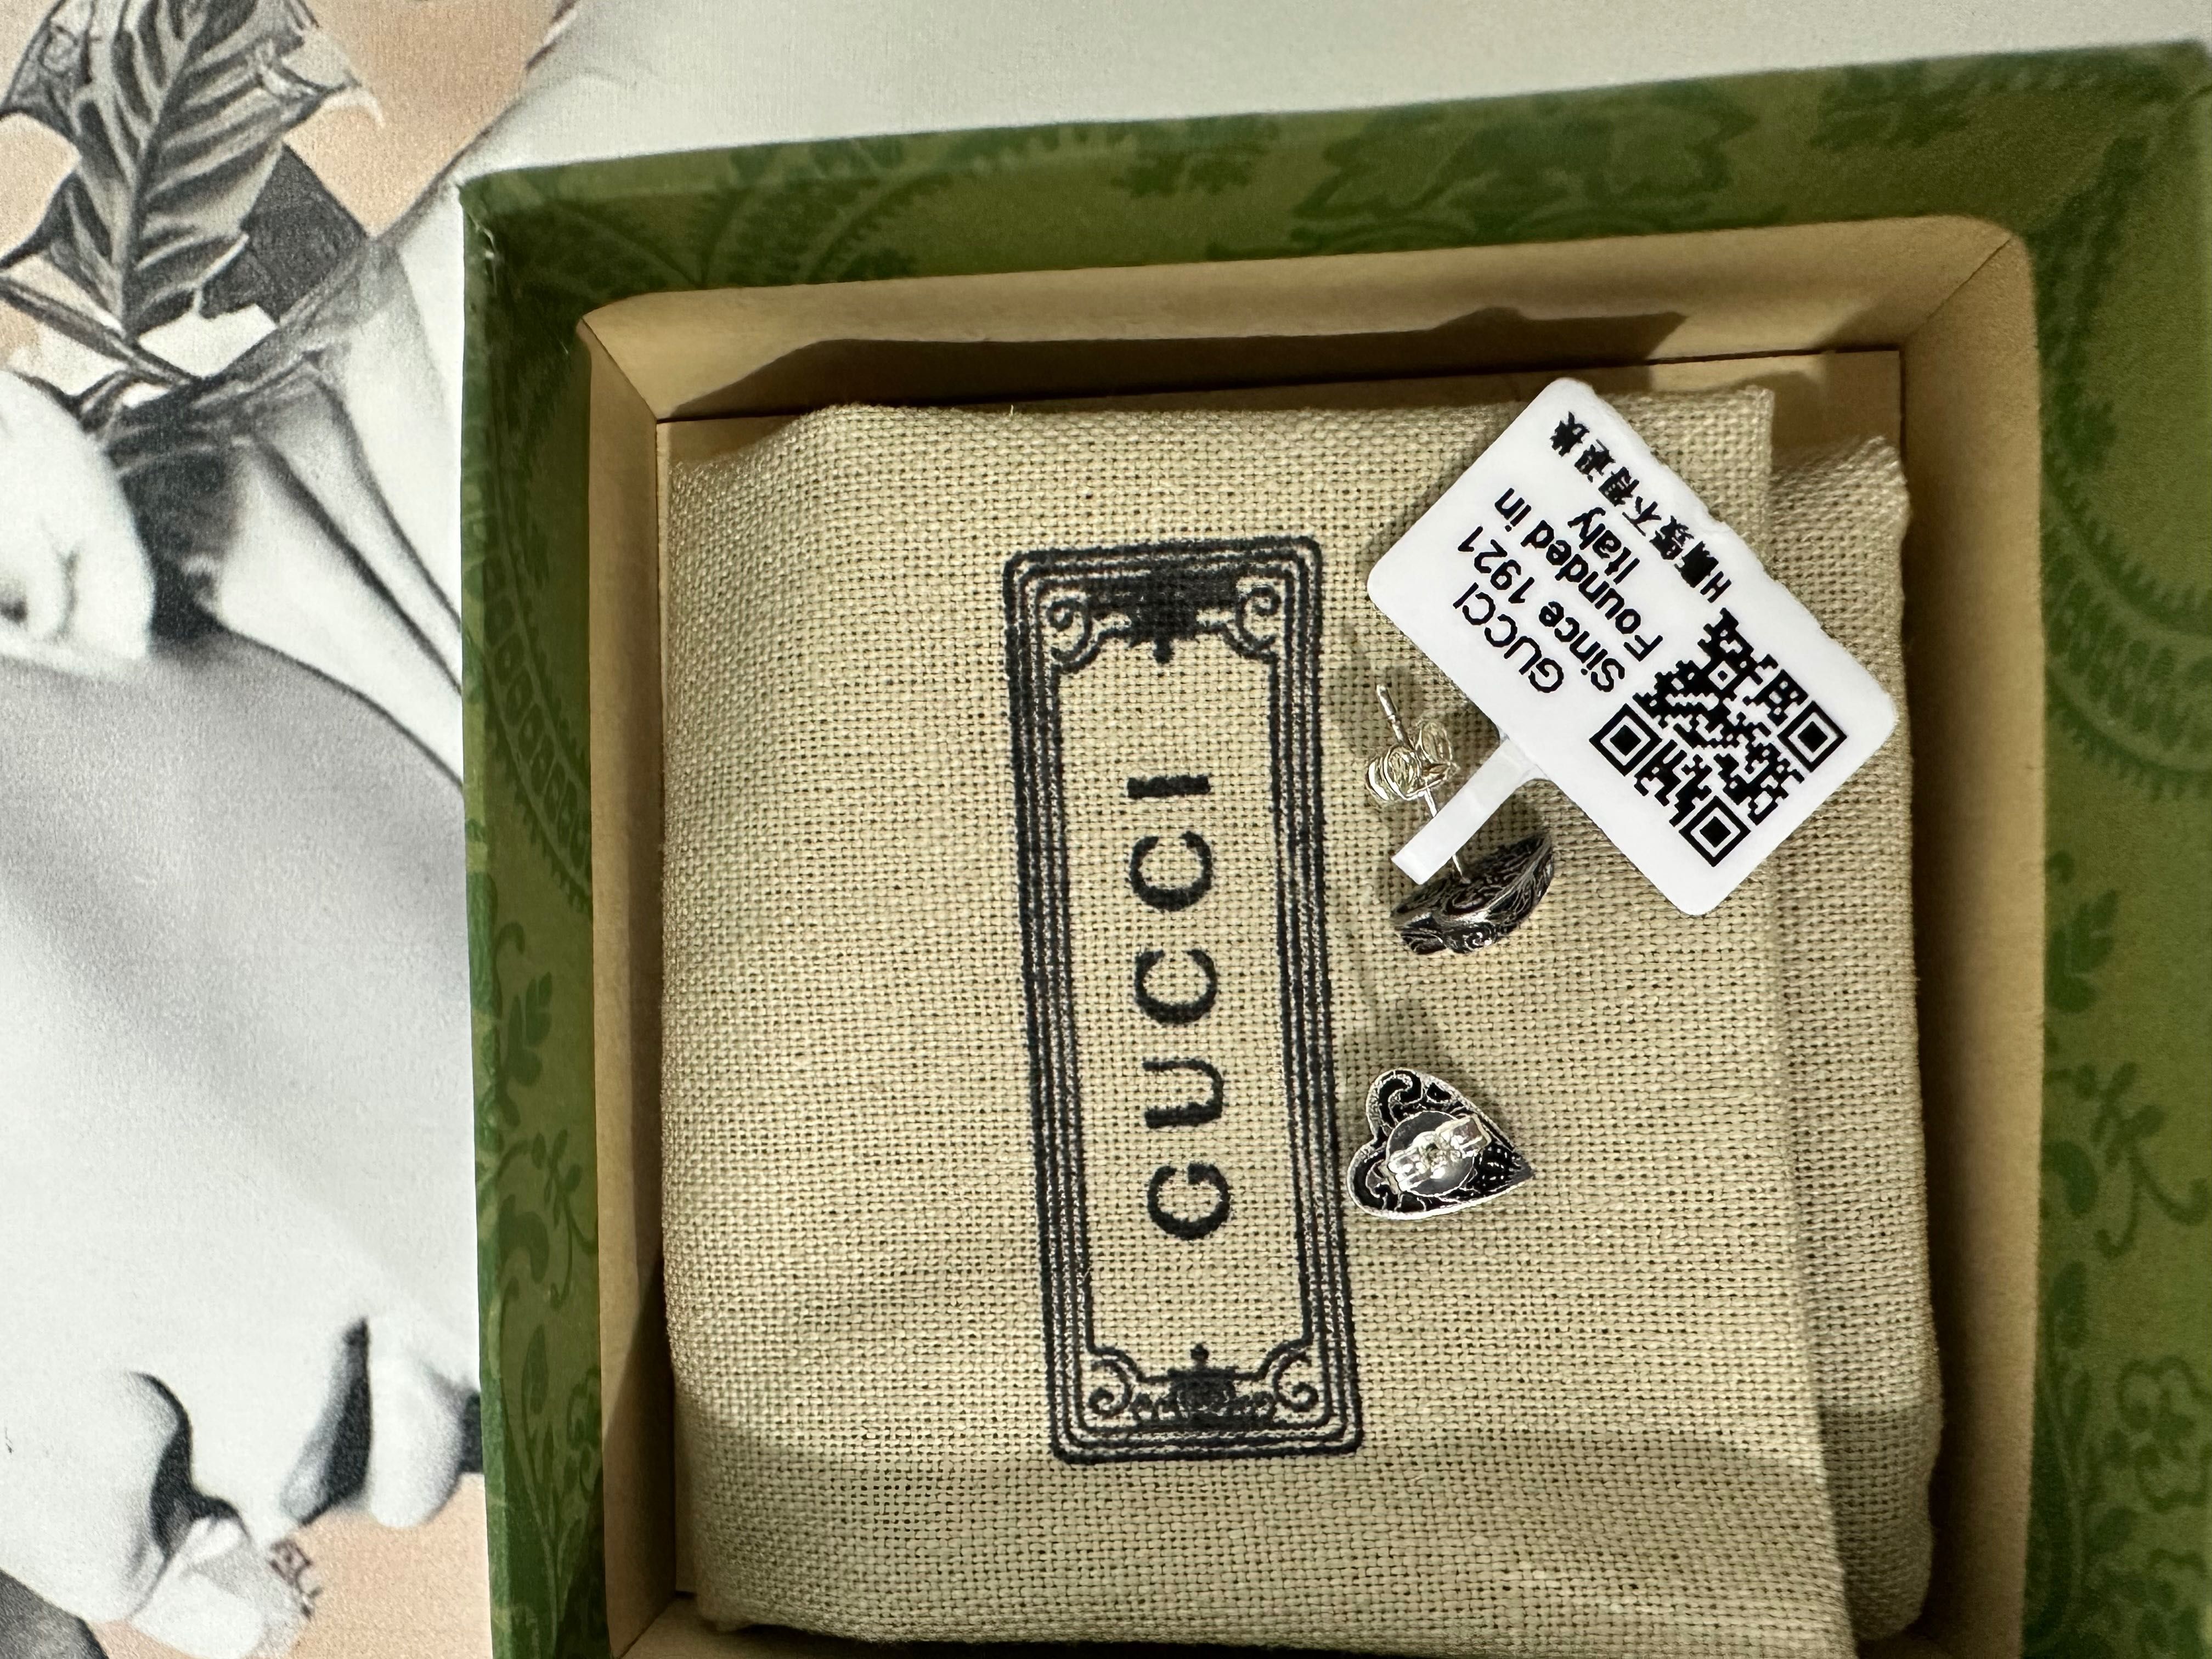 GUCCI
GUCCI
Since 1921
Founded in
Italy